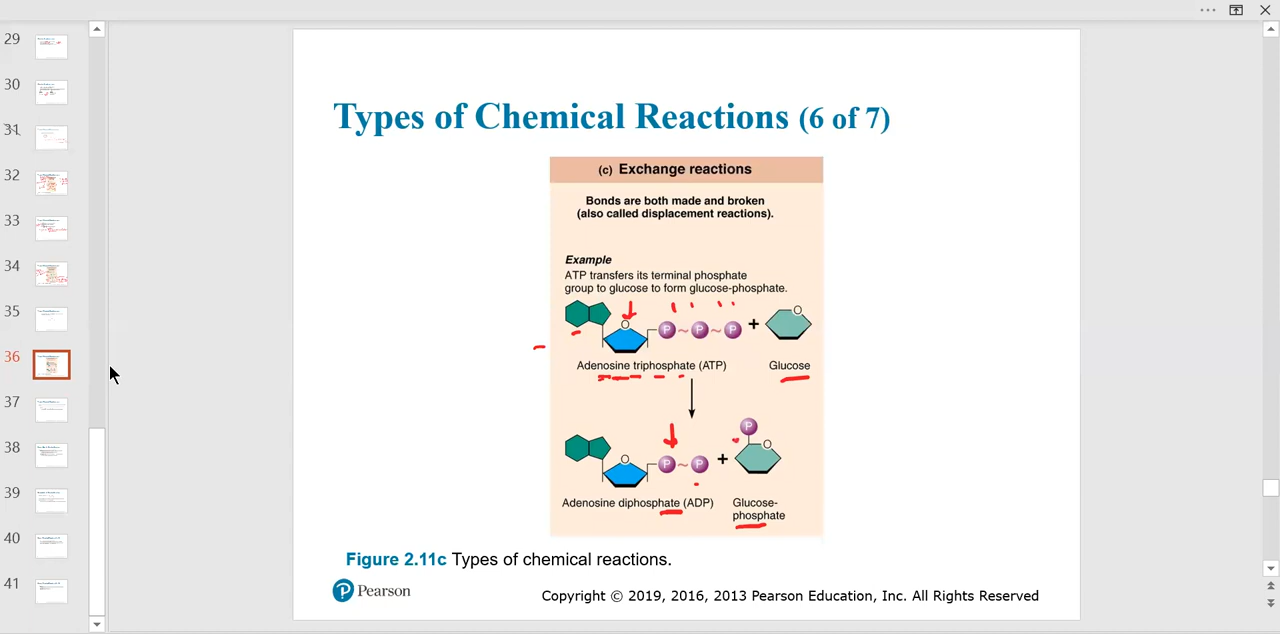 29
30
31
32
33
34
35
36
37
38
39
40
41
Types of Chemical Reactions (6 of 7)
(c) Exchange reactions
Bonds are both made and broken
(also called displacement reactions).
Example
ATP transfers its terminal phosphate
group to glucose to form glucose-phosphate.
O P ~ P ~ P + O
Adenosine triphosphate (ATP) Glucose
P
O P ~ P + O
Adenosine diphosphate (ADP) Glucose-
phosphate
Figure 2.11c Types of chemical reactions.
P Pearson
Copyright © 2019, 2016, 2013 Pearson Education, Inc. All Rights Reserved